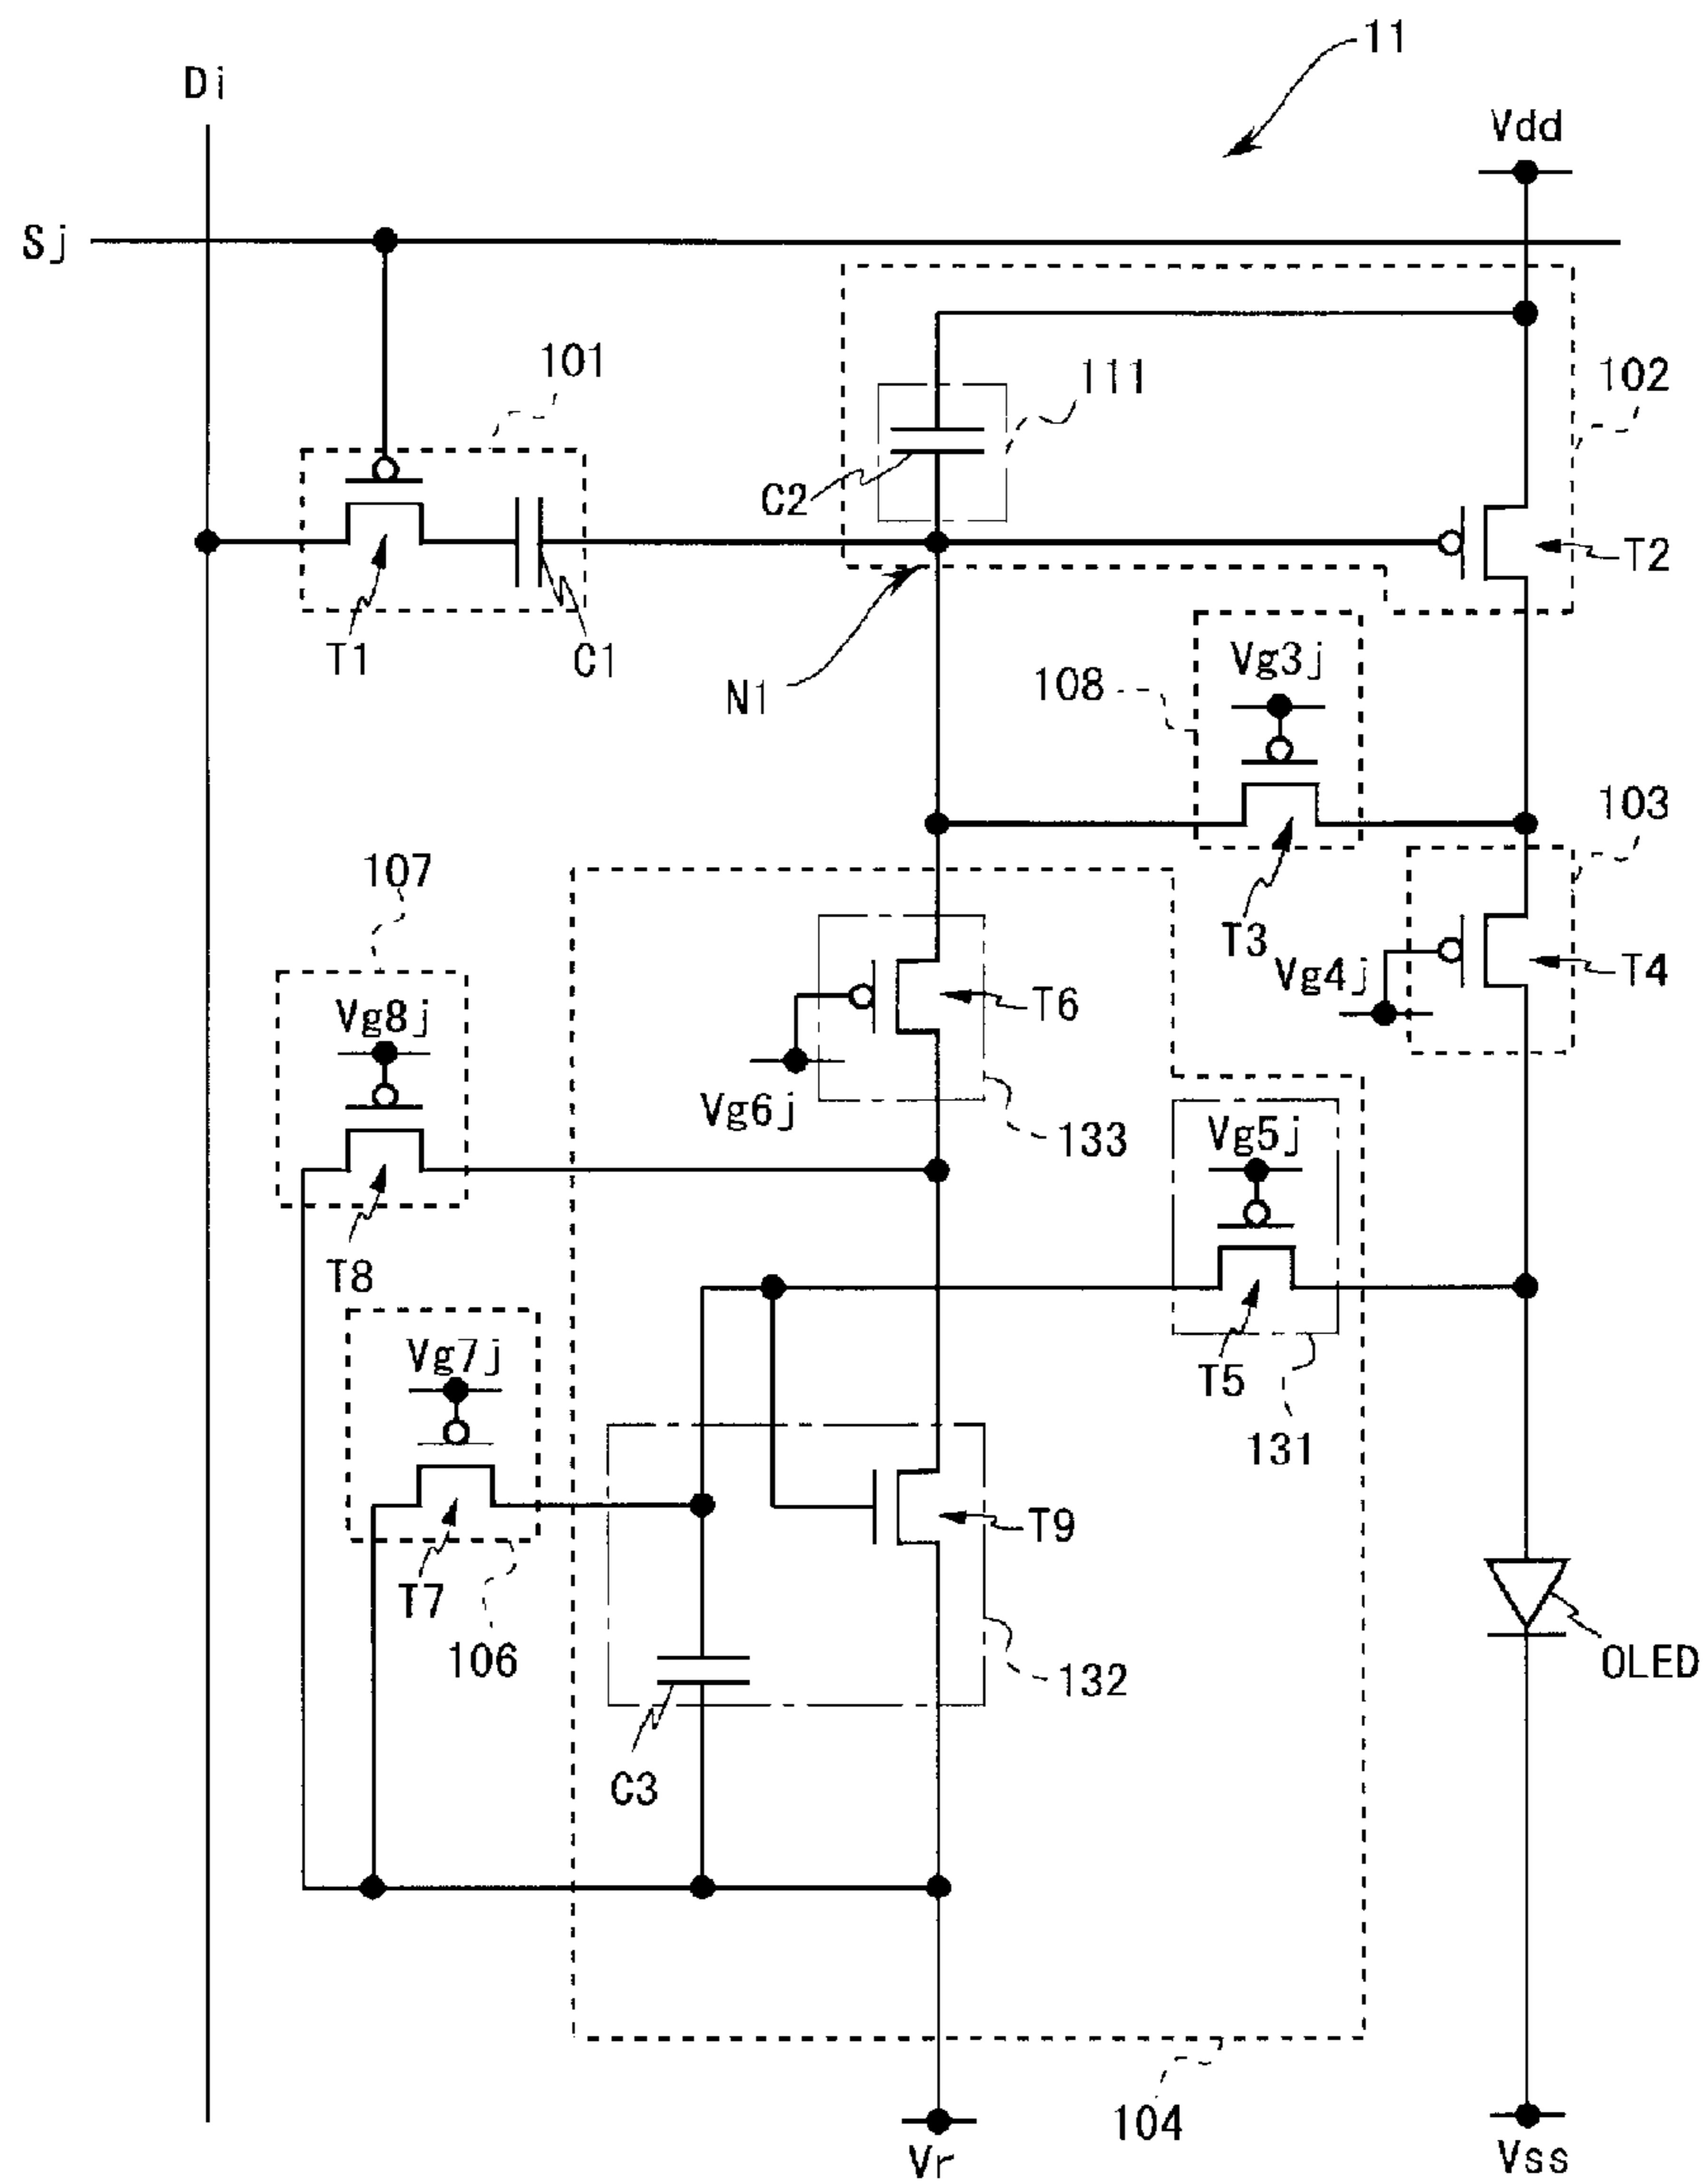 11
Di
Vdd
Sj
101
111
102
C2
T2
T1
C1
N1
Vg3j
108
103
107
T3
Vg4j
T4
Vg8j
T6
Vg6j
133
Vg5j
T8
Vg7j
T5
131
T9
T7
106
132
OLED
C3
104
Vr
Vss